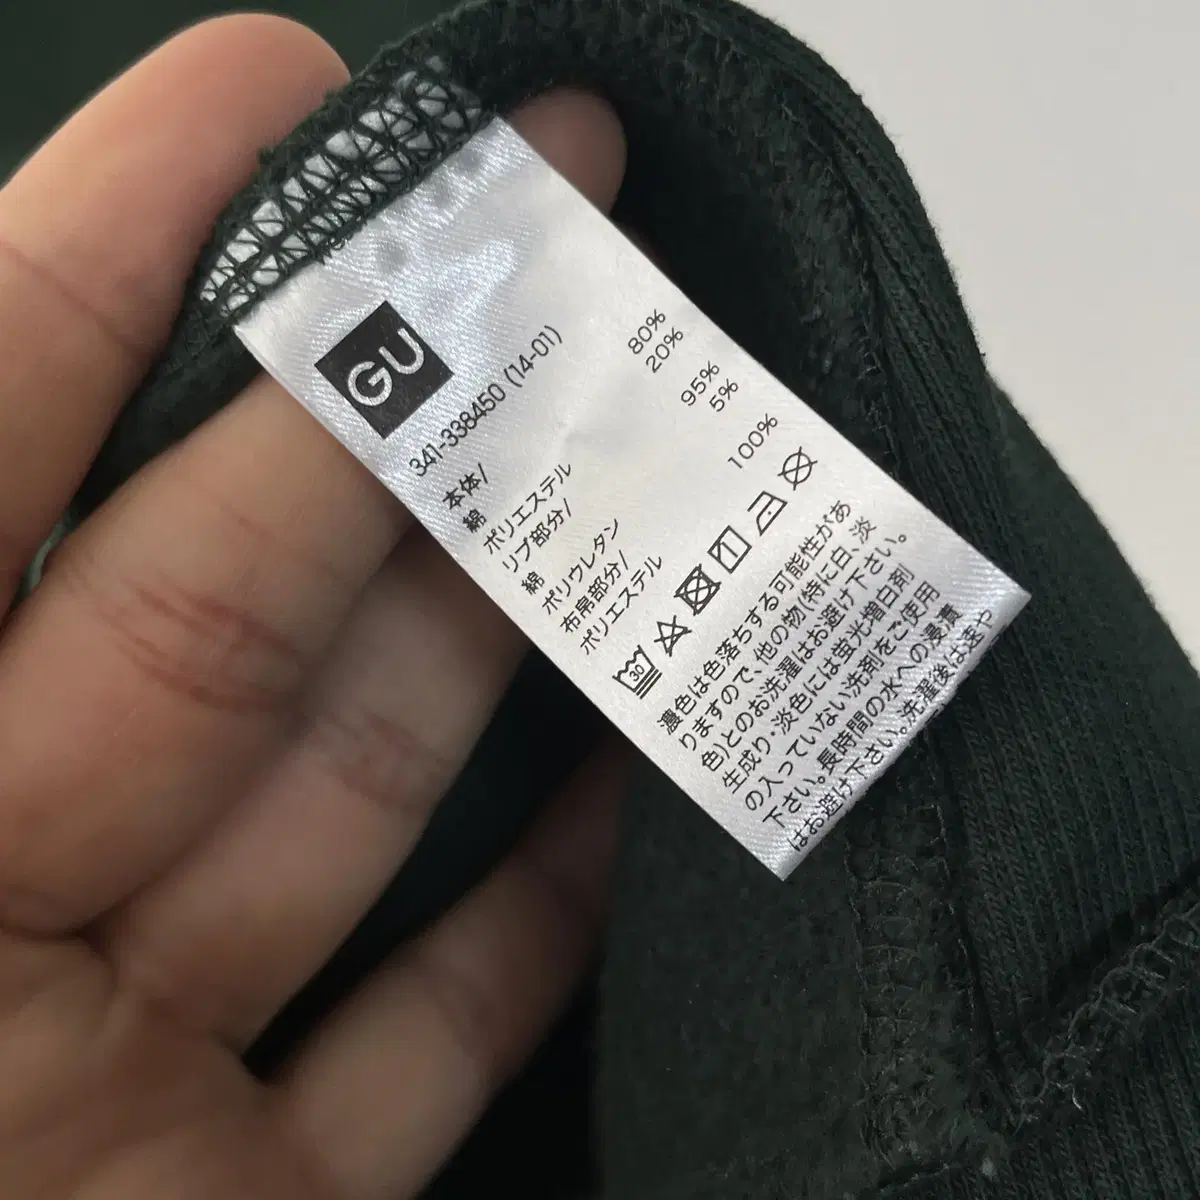 GU
341-338450 (14-01)
本体/
綿 80%
ポリエステル 20%
リブ部分/
綿 95%
ポリウレタン 5%
布帛部分/
ポリエステル 100%
30
濃色は色落ちする可能性があ
りますので、他の物(特に白、淡
色)とのお洗濯はお避け下さい。
生成り・淡色には蛍光増白剤
の入っていない洗剤をご使用
下さい。長時間の水への浸漬
はお避け下さい。洗濯後は